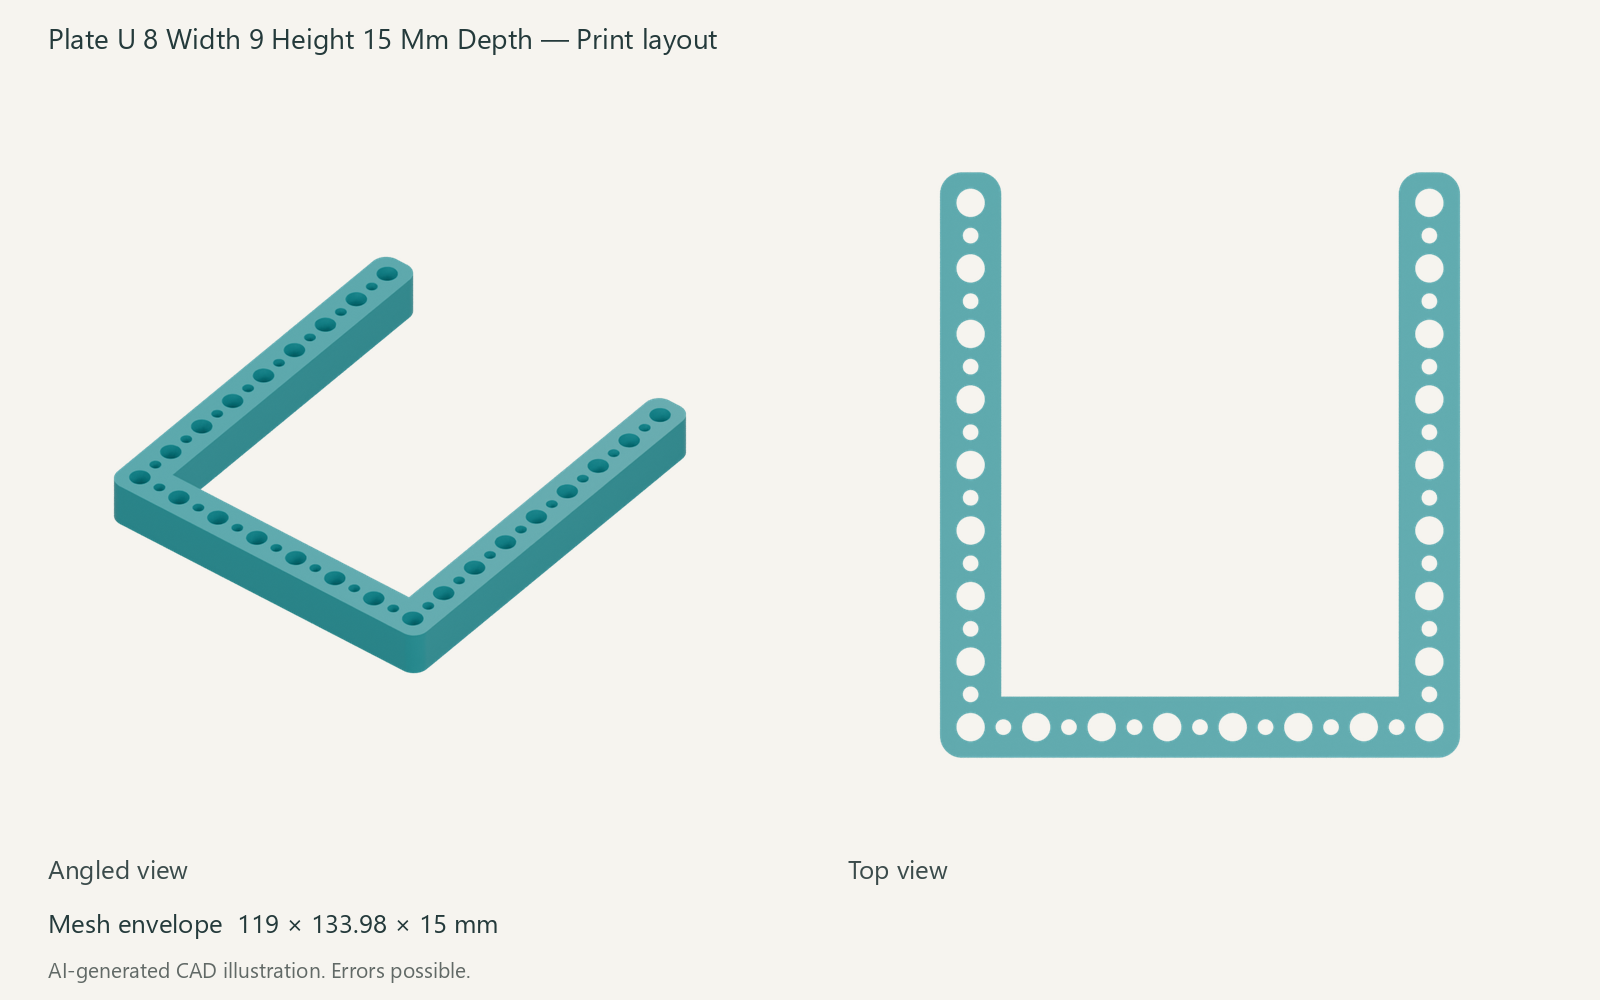 Plate U 8 Width 9 Height 15 Mm Depth — Print layout
Angled view
Top view
Mesh envelope 119 × 133.98 × 15 mm
AI-generated CAD illustration. Errors possible.